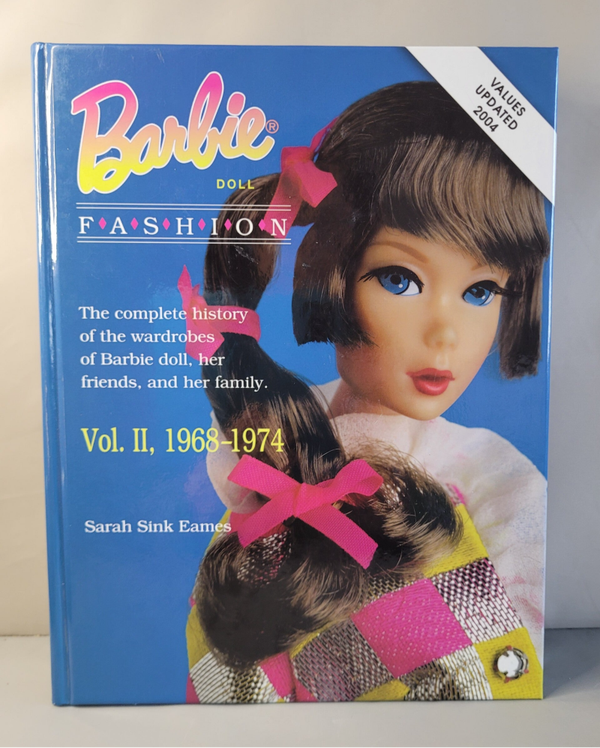 Barbie®
DOLL
F•A•S•H•I•O•N
The complete history
of the wardrobes
of Barbie doll, her
friends, and her family.
Vol. II, 1968-1974
Sarah Sink Eames
VALUES
UPDATED
2004